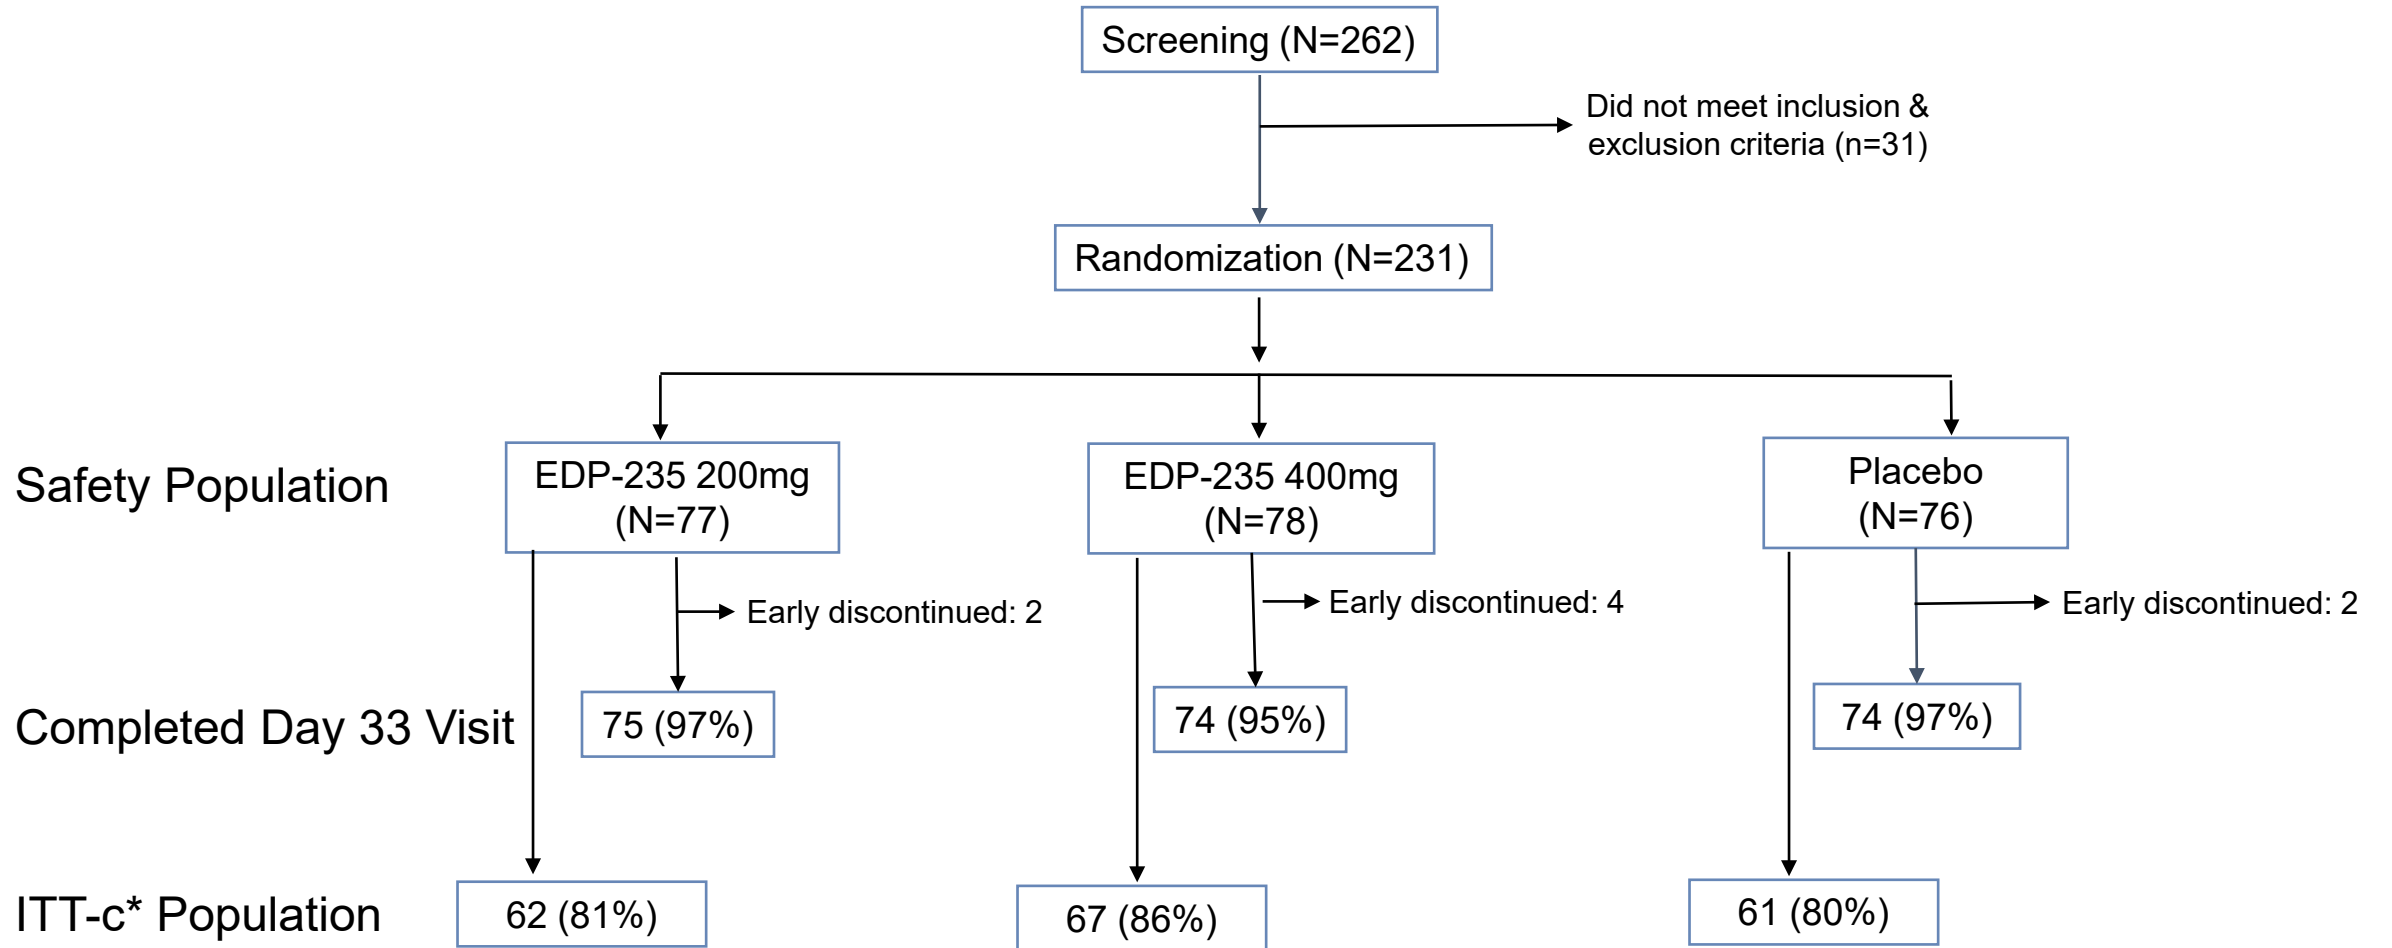 Screening (N=262)
Did not meet inclusion &
exclusion criteria (n=31)
Randomization (N=231)
Safety Population
EDP-235 200mg
(N=77)
EDP-235 400mg
(N=78)
Placebo
(N=76)
Early discontinued: 2
Early discontinued: 4
Early discontinued: 2
Completed Day 33 Visit
75 (97%)
74 (95%)
74 (97%)
ITT-c* Population
62 (81%)
67 (86%)
61 (80%)